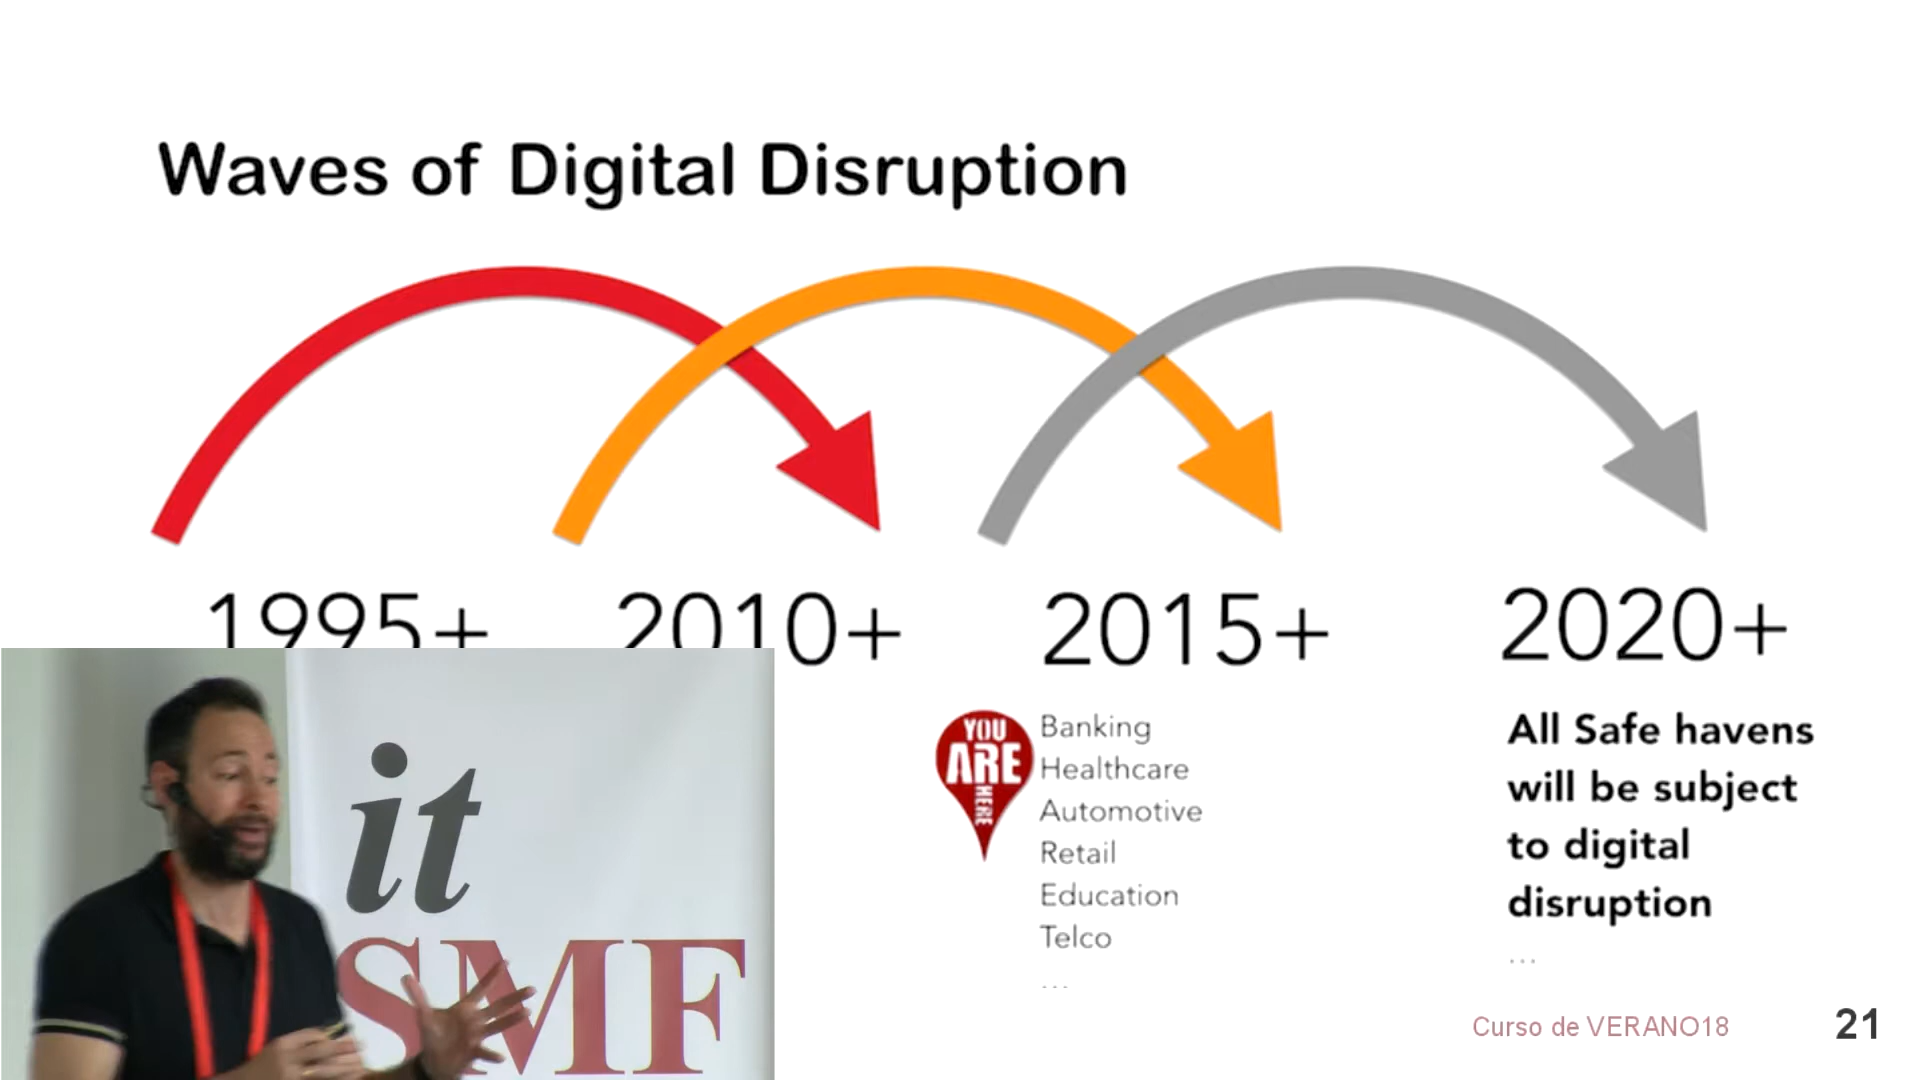 Waves of Digital Disruption
1995+
2010+
2015+
2020+
YOU
ARE
HERE
Banking
Healthcare
Automotive
Retail
Education
Telco
...
All Safe havens
will be subject
to digital
disruption
...
it
SMF
Curso de VERANO18
21